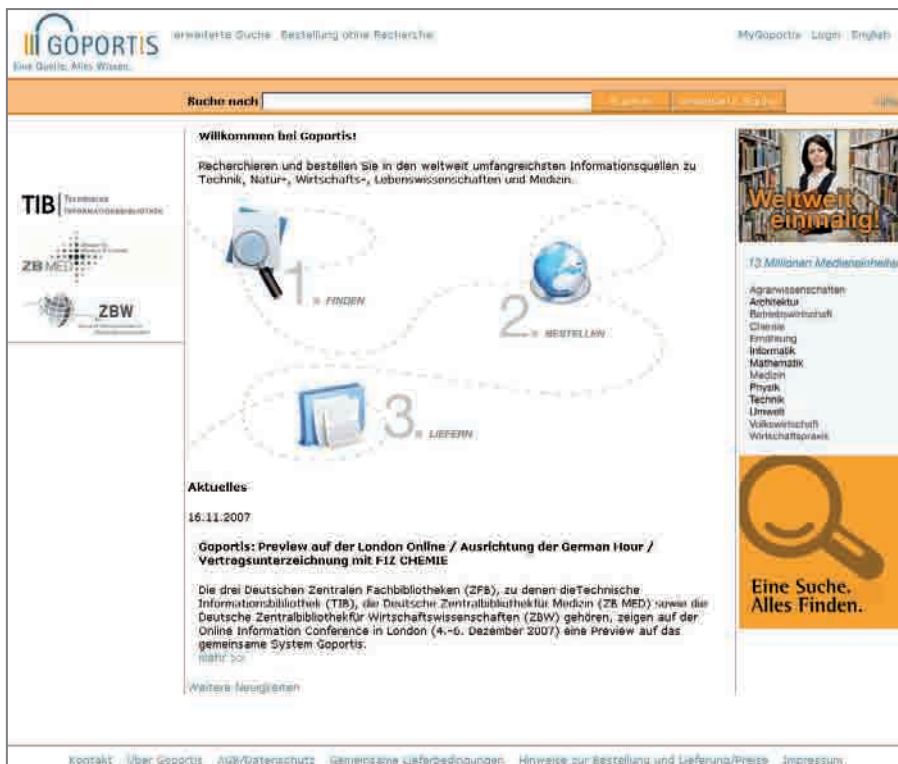 GOPORTIS
Eine Quelle. Alles Wissen.
erweiterte Suche Bestellung ohne Recherche
MyGoportis Login English
Suche nach
Willkommen bei Goportis!
Recherchieren und bestellen Sie in den weltweit umfangreichsten Informationsquellen zu
Technik, Natur-, Wirtschafts-, Lebenswissenschaften und Medizin.
TIB TECHNISCHE
INFORMATIONSBIBLIOTHEK
ZB MED
ZBW
1. FINDEN
2. BESTELLEN
3. LIEFERN
Aktuelles
16.11.2007
Goportis: Preview auf der London Online / Ausrichtung der German Hour /
Vertragsunterzeichnung mit FIZ CHEMIE
Die drei Deutschen Zentralen Fachbibliotheken (ZFB), zu denen dieTechnische
Informationsbibliothek (TIB), die Deutsche Zentralbibliothekfür Medizin (ZB MED) sowie die
Deutsche Zentralbibliothekfür Wirtschaftswissenschaften (ZBW) gehören, zeigen auf der
Online Information Conference in London (4.-6. Dezember 2007) eine Preview auf das
gemeinsame System Goportis.
mehr >>
Weitere Neuigkeiten
Weltweit
einmalig!
13 Millionen Medieneinheiten
Agrarwissenschaften
Architektur
Betriebswirtschaft
Chemie
Ernährung
Informatik
Mathematik
Medizin
Physik
Technik
Umwelt
Volkswirtschaft
Wirtschaftspraxis
Eine Suche.
Alles Finden.
Kontakt Über Goportis AGB/Datenschutz Gemeinsame Lieferbedingungen Hinweise zur Bestellung und Lieferung/Preise Impressum